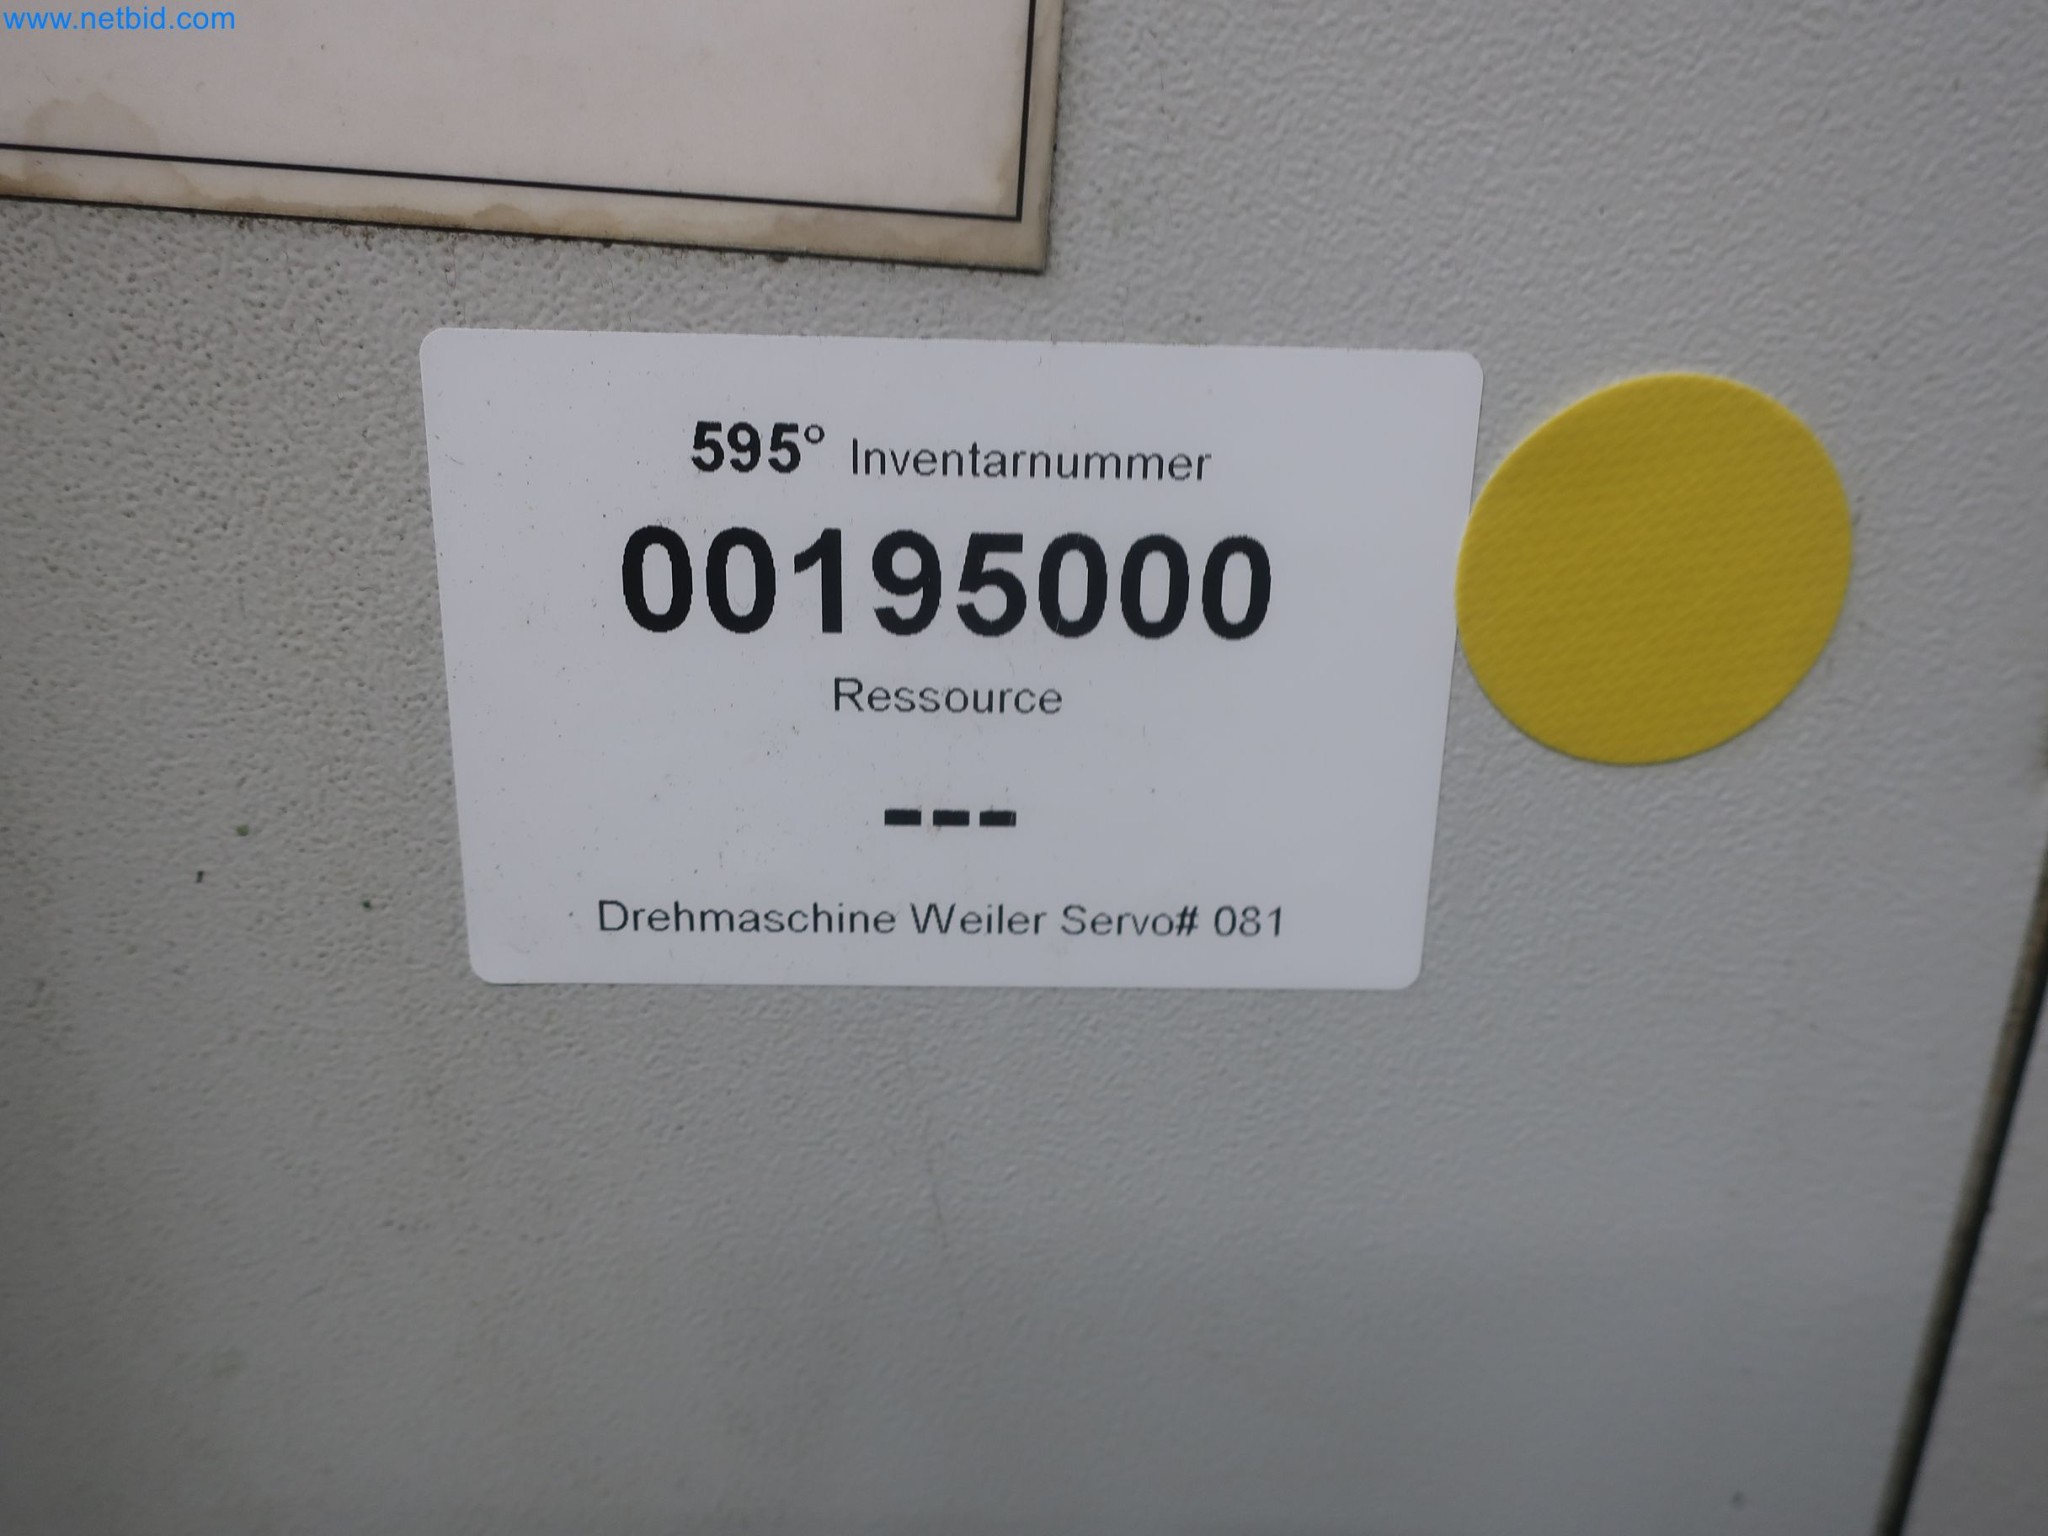 www.netbid.com
595° Inventarnummer
00195000
Ressource
---
Drehmaschine Weiler Servo# 081